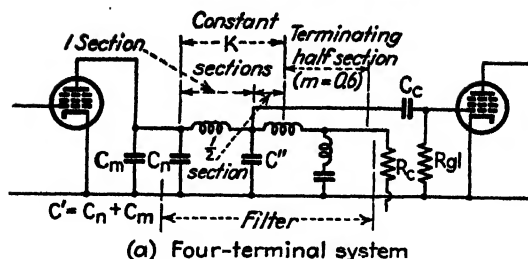 Constant
K
sections
1 Section
Terminating
half section
(m=0.6)
1/2
section
Cc
Cm
Cn
C"
Rc
Rgl
C'= Cn + Cm
Filter
(a) Four-terminal system